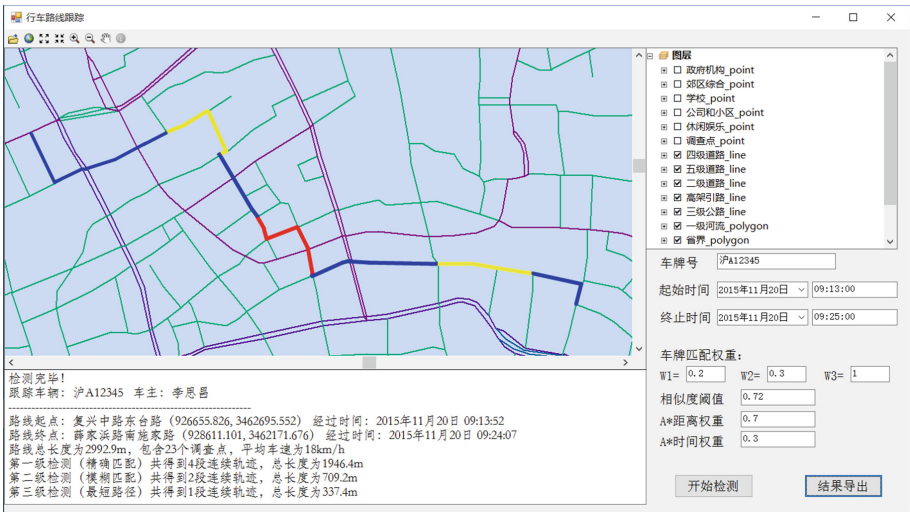 行车路线跟踪
图层
政府机构_point
郊区综合_point
学校_point
公司和小区_point
休闲娱乐_point
调查点_point
四级道路_line
五级道路_line
二级道路_line
高架引路_line
三级公路_line
一级河流_polygon
省界_polygon
车牌号 沪A12345
起始时间 2015年11月20日 09:13:00
终止时间 2015年11月20日 09:25:00
车牌匹配权重：
W1= 0.2 W2= 0.3 W3= 1
相似度阈值 0.72
A*距离权重 0.7
A*时间权重 0.3
开始检测 结果导出
检测完毕！
跟踪车辆：沪A12345 车主：李恩昌
------------------------------------------------
路线起点：复兴中路东台路（926655.826, 3462695.552） 经过时间：2015年11月20日 09:13:52
路线终点：薛家浜路南施家路（928611.101, 3462171.676） 经过时间：2015年11月20日 09:24:07
路线总长度为2992.9m，包含23个调查点，平均车速为18km/h
第一级检测（精确匹配）共得到4段连续轨迹，总长度为1946.4m
第二级检测（模糊匹配）共得到2段连续轨迹，总长度为709.2m
第三级检测（最短路径）共得到1段连续轨迹，总长度为337.4m